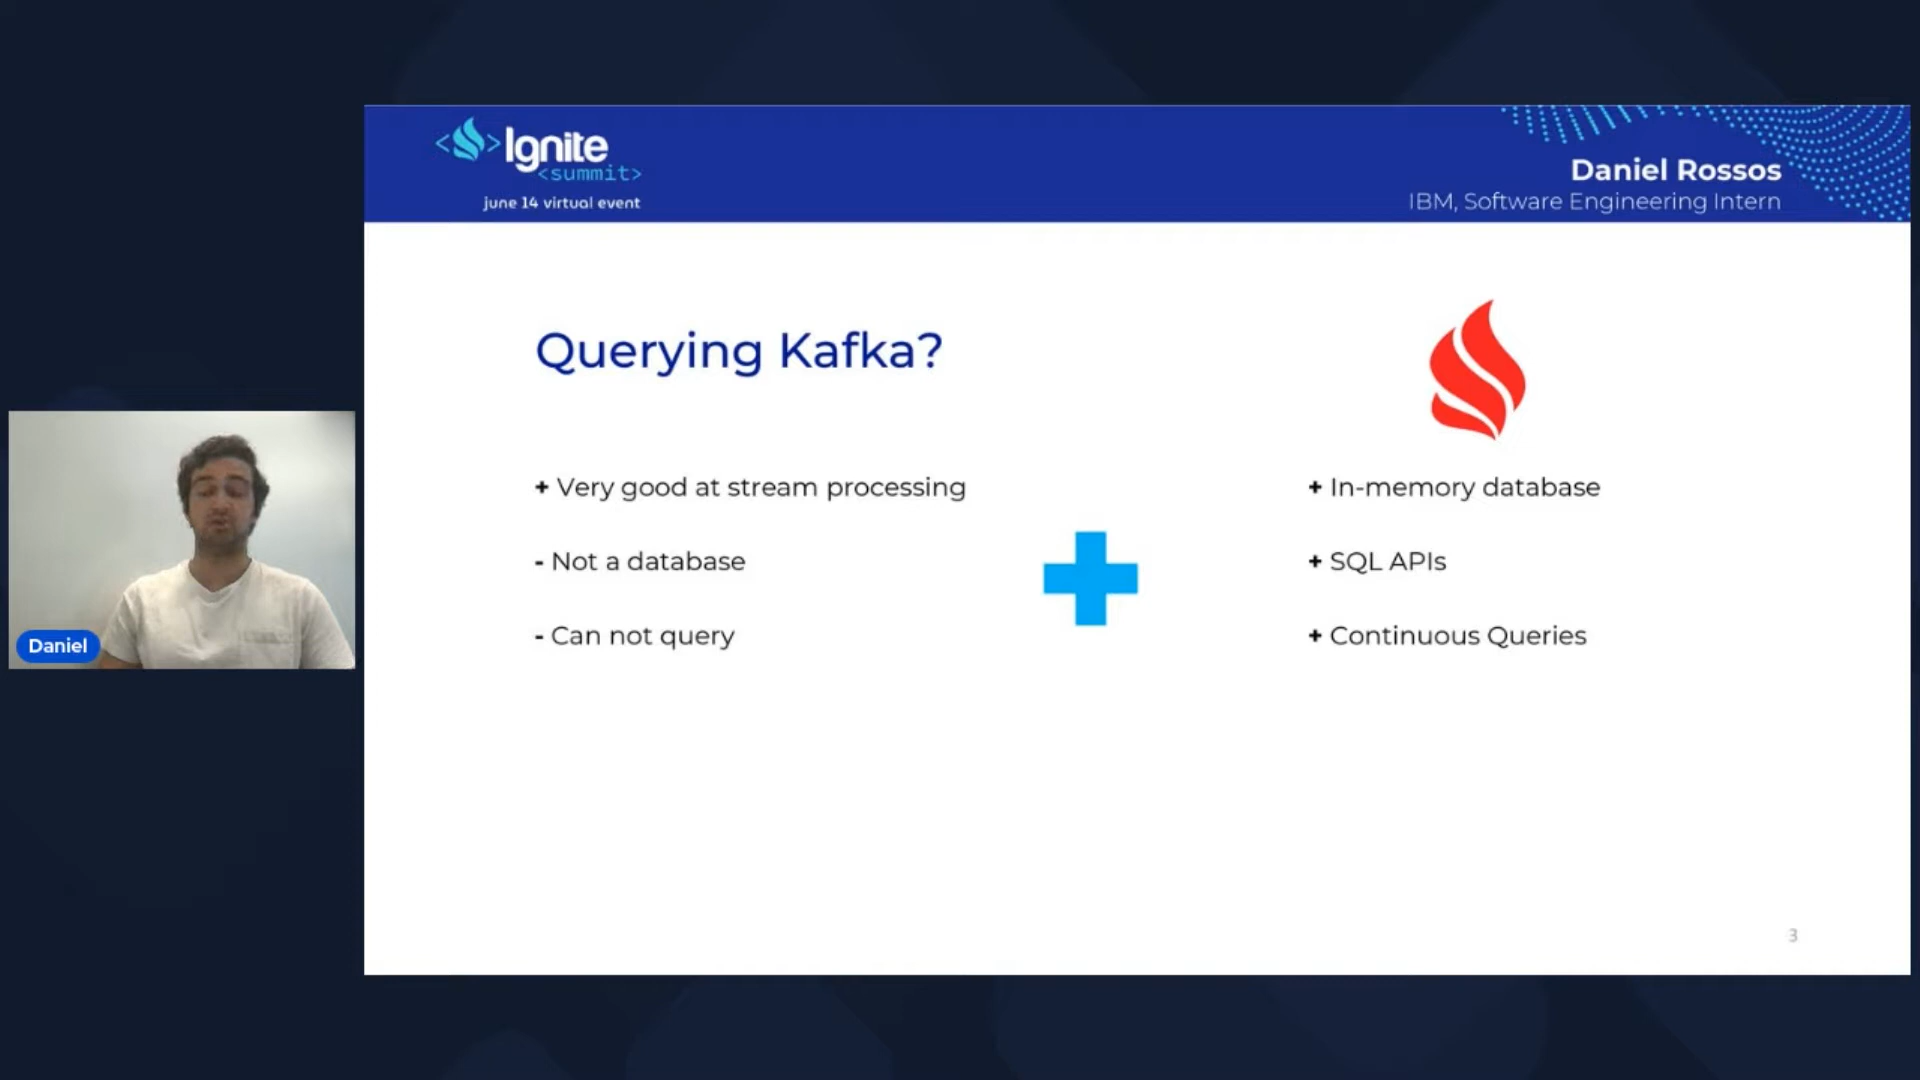 Ignite
<summit>
june 14 virtual event
Daniel Rossos
IBM, Software Engineering Intern
Querying Kafka?
+ Very good at stream processing
- Not a database
- Can not query
+ In-memory database
+ SQL APIs
+ Continuous Queries
Daniel
3